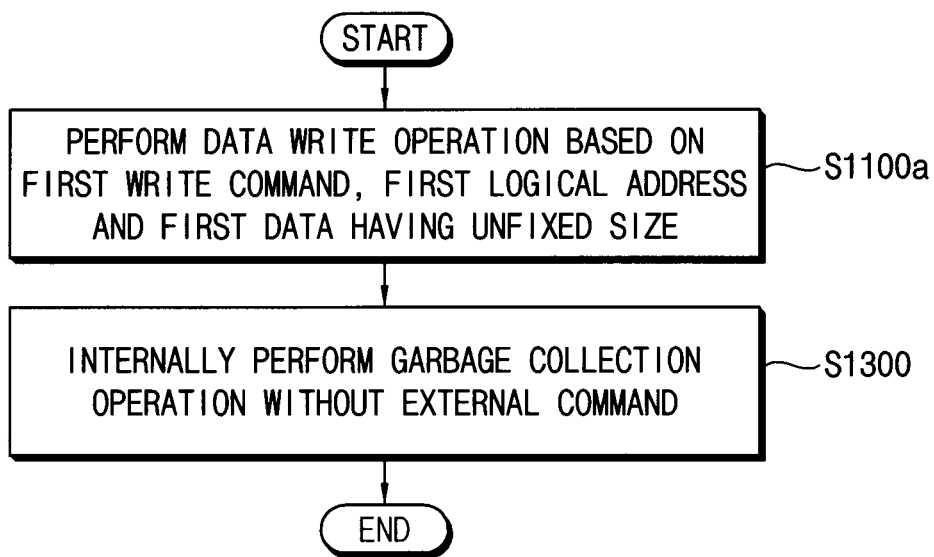 START
PERFORM DATA WRITE OPERATION BASED ON
FIRST WRITE COMMAND, FIRST LOGICAL ADDRESS
AND FIRST DATA HAVING UNFIXED SIZE
S1100a
INTERNALLY PERFORM GARBAGE COLLECTION
OPERATION WITHOUT EXTERNAL COMMAND
S1300
END